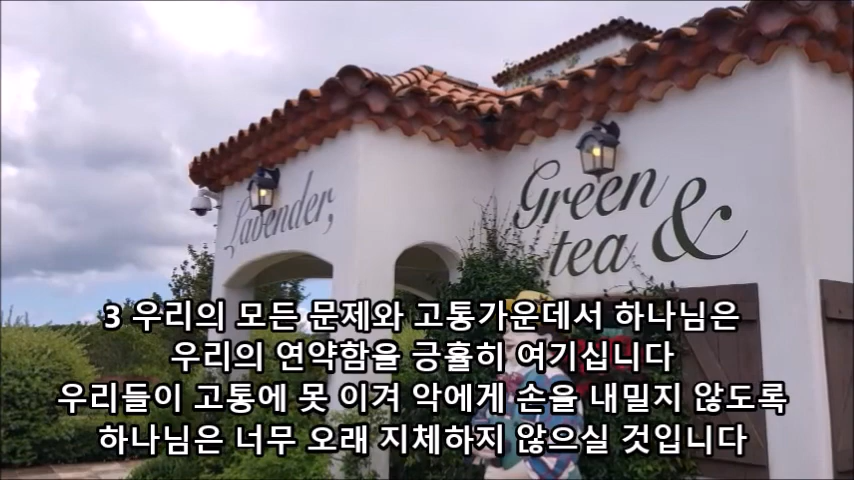 Lavender,
Green
tea &
3 우리의 모든 문제와 고통가운데서 하나님은
우리의 연약함을 긍휼히 여기십니다
우리들이 고통에 못 이겨 악에게 손을 내밀지 않도록
하나님은 너무 오래 지체하지 않으실 것입니다